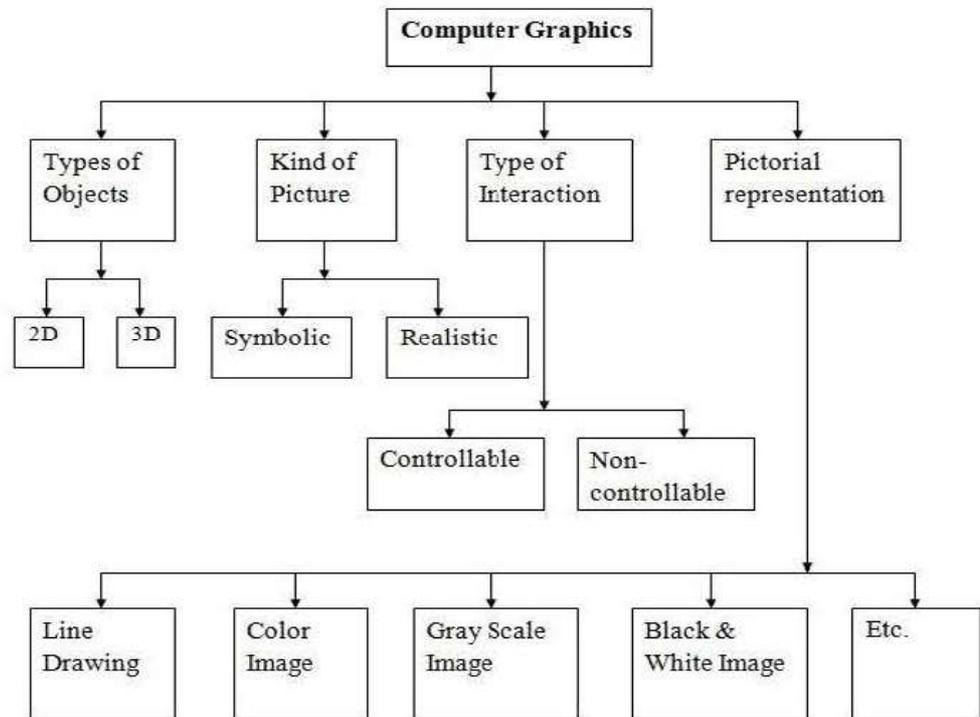 Computer Graphics
Types of
Objects
Kind of
Picture
Type of
Interaction
Pictorial
representation
2D
3D
Symbolic
Realistic
Controllable
Non-
controllable
Line
Drawing
Color
Image
Gray Scale
Image
Black &
White Image
Etc.